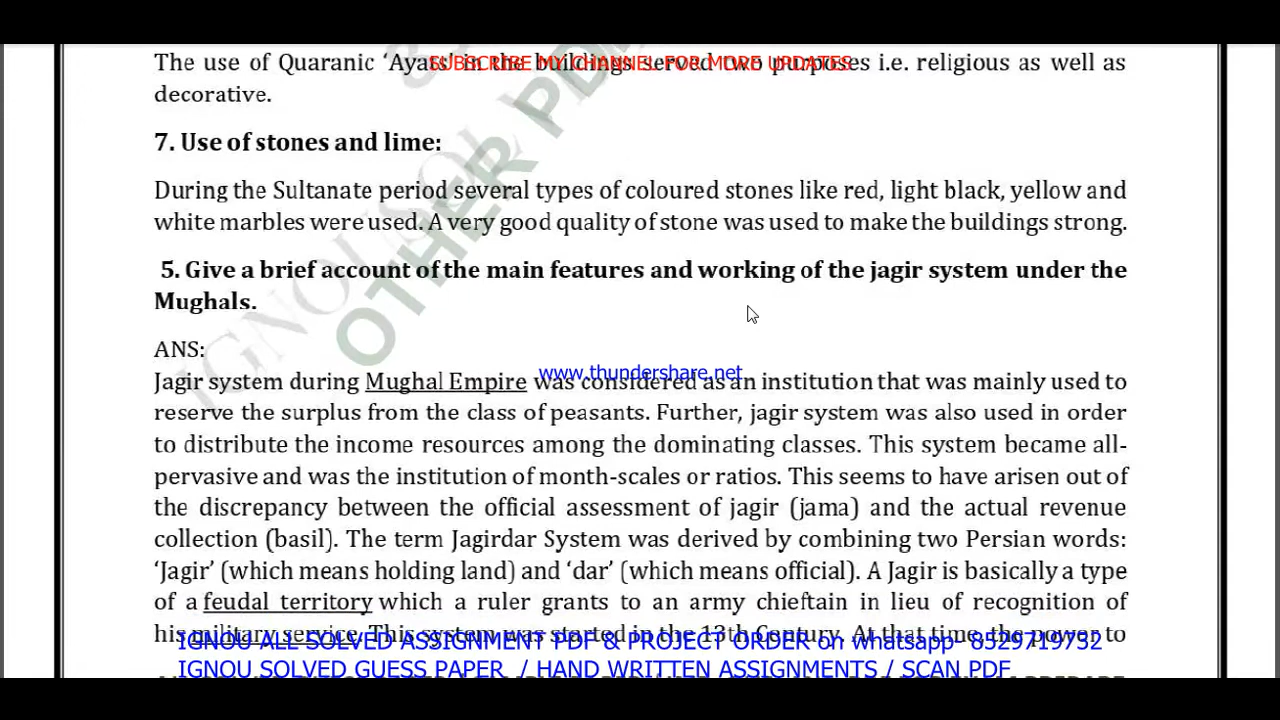 The use of Quaranic ‘Ayats’ in the buildings served two purposes i.e. religious as well as
SUBSCRIBE MY CHANNEL FOR MORE UPDATES
decorative.
7. Use of stones and lime:
During the Sultanate period several types of coloured stones like red, light black, yellow and
white marbles were used. A very good quality of stone was used to make the buildings strong.
5. Give a brief account of the main features and working of the jagir system under the
Mughals.
ANS:
www.thundershare.net
Jagir system during Mughal Empire was considered as an institution that was mainly used to
reserve the surplus from the class of peasants. Further, jagir system was also used in order
to distribute the income resources among the dominating classes. This system became all-
pervasive and was the institution of month-scales or ratios. This seems to have arisen out of
the discrepancy between the official assessment of jagir (jama) and the actual revenue
collection (basil). The term Jagirdar System was derived by combining two Persian words:
‘Jagir’ (which means holding land) and ‘dar’ (which means official). A Jagir is basically a type
of a feudal territory which a ruler grants to an army chieftain in lieu of recognition of
his military service. This system was started in the 13th Century. At that time, the power to
IGNOU ALL SOLVED ASSIGNMENT PDF & PROJECT ORDER on whatsapp- 8529719732
IGNOU SOLVED GUESS PAPER / HAND WRITTEN ASSIGNMENTS / SCAN PDF